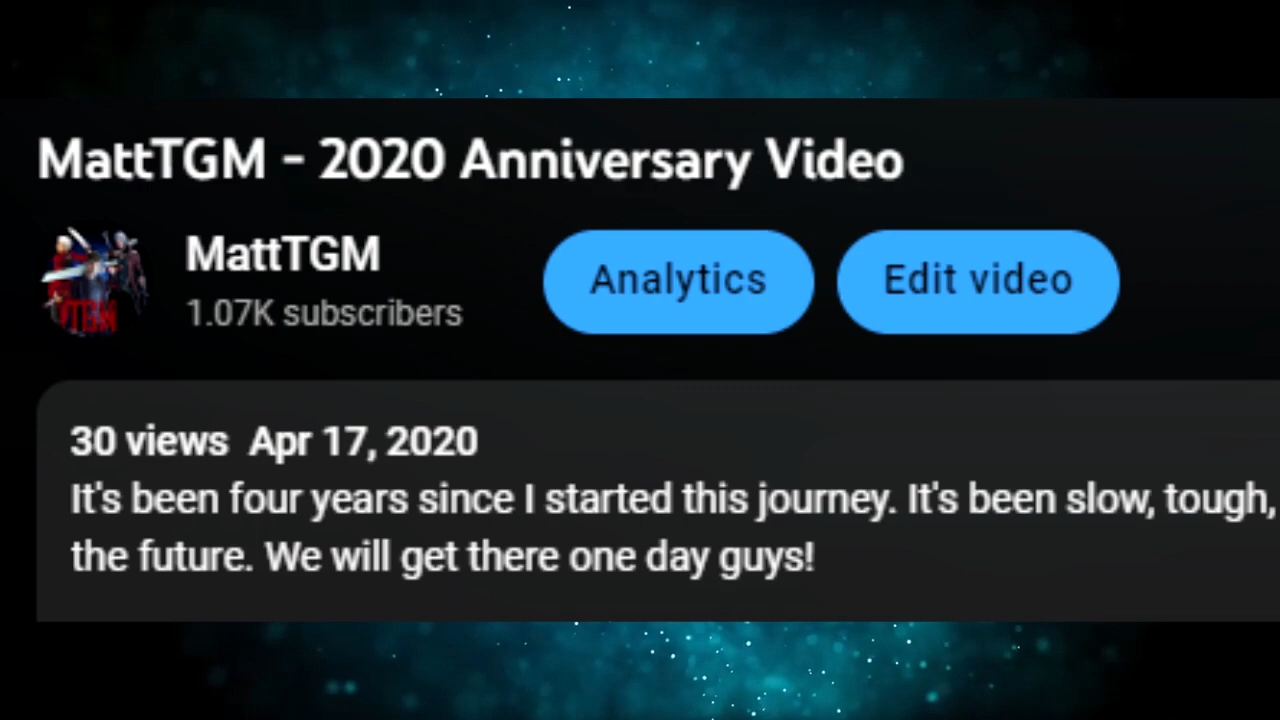 MattTGM - 2020 Anniversary Video
MattTGM
1.07K subscribers
Analytics
Edit video
30 views Apr 17, 2020
It's been four years since I started this journey. It's been slow, tough,
the future. We will get there one day guys!
TGM